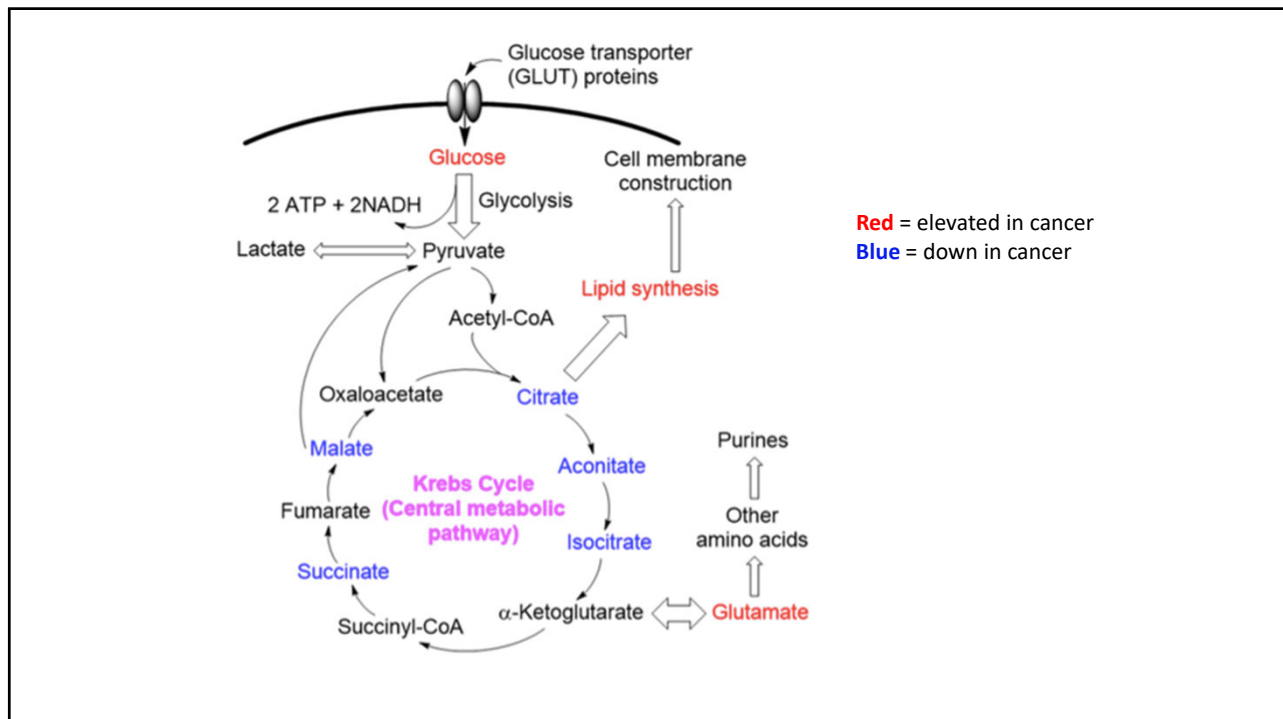 Glucose transporter
(GLUT) proteins
Glucose
Cell membrane
construction
2 ATP + 2NADH
Glycolysis
Red = elevated in cancer
Blue = down in cancer
Lactate
Pyruvate
Lipid synthesis
Acetyl-CoA
Oxaloacetate
Citrate
Malate
Purines
Aconitate
Krebs Cycle
(Central metabolic
pathway)
Fumarate
Other
amino acids
Isocitrate
Succinate
α-Ketoglutarate
Glutamate
Succinyl-CoA